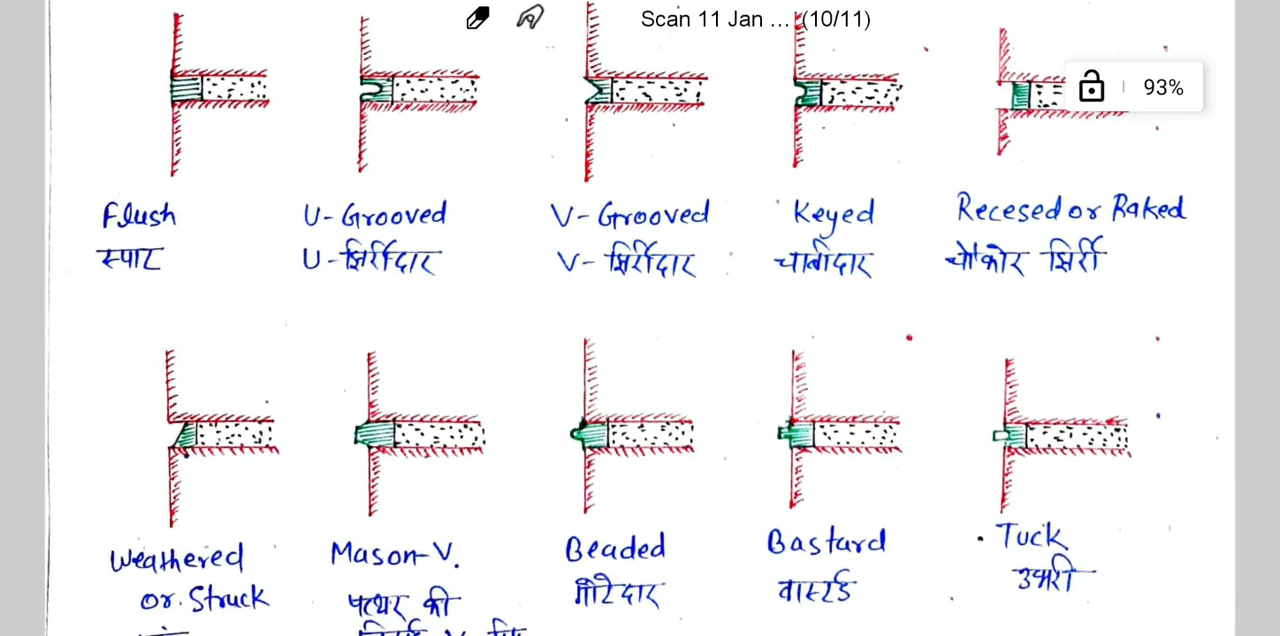 Scan 11 Jan ... (10/11)
93%
Flush U-Grooved V-Grooved Keyed Recesed or Raked
स्पाट U-झिर्रीदार V-झिर्रीदार चाबीदार चौकोर झिर्री
Weathered Mason-V. Beaded Bastard Tuck
or. Struck पत्थर की गोटेदार वास्टर्ड उभरी